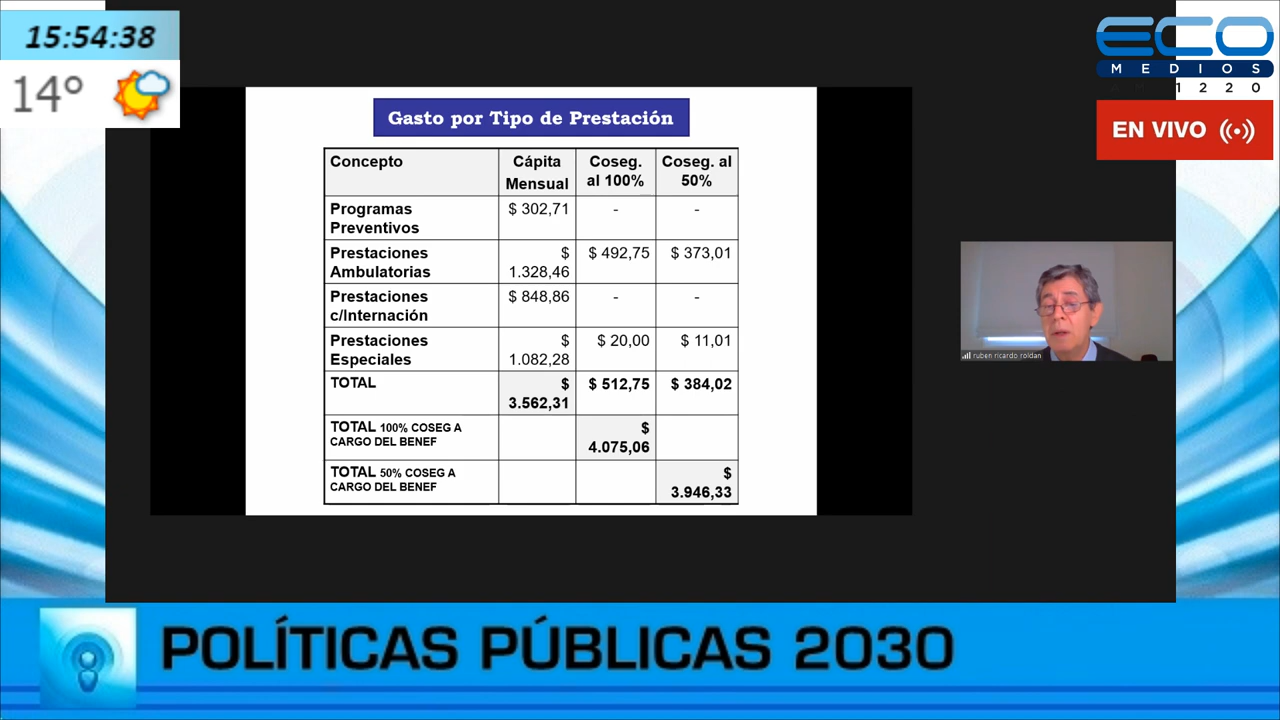 15:54:38
14°
ECO
MEDIOS
1220
EN VIVO
Gasto por Tipo de Prestación
Concepto
Cápita
Mensual
Coseg.
al 100%
Coseg. al
50%
Programas
Preventivos
$ 302,71
-
-
Prestaciones
Ambulatorias
$
1.328,46
$ 492,75
$ 373,01
Prestaciones
c/Internación
$ 848,86
-
-
Prestaciones
Especiales
$
1.082,28
$ 20,00
$ 11,01
TOTAL
$
3.562,31
$ 512,75
$ 384,02
TOTAL 100% COSEG A
CARGO DEL BENEF
$
4.075,06
TOTAL 50% COSEG A
CARGO DEL BENEF
$
3.946,33
ruben ricardo roldan
POLÍTICAS PÚBLICAS 2030